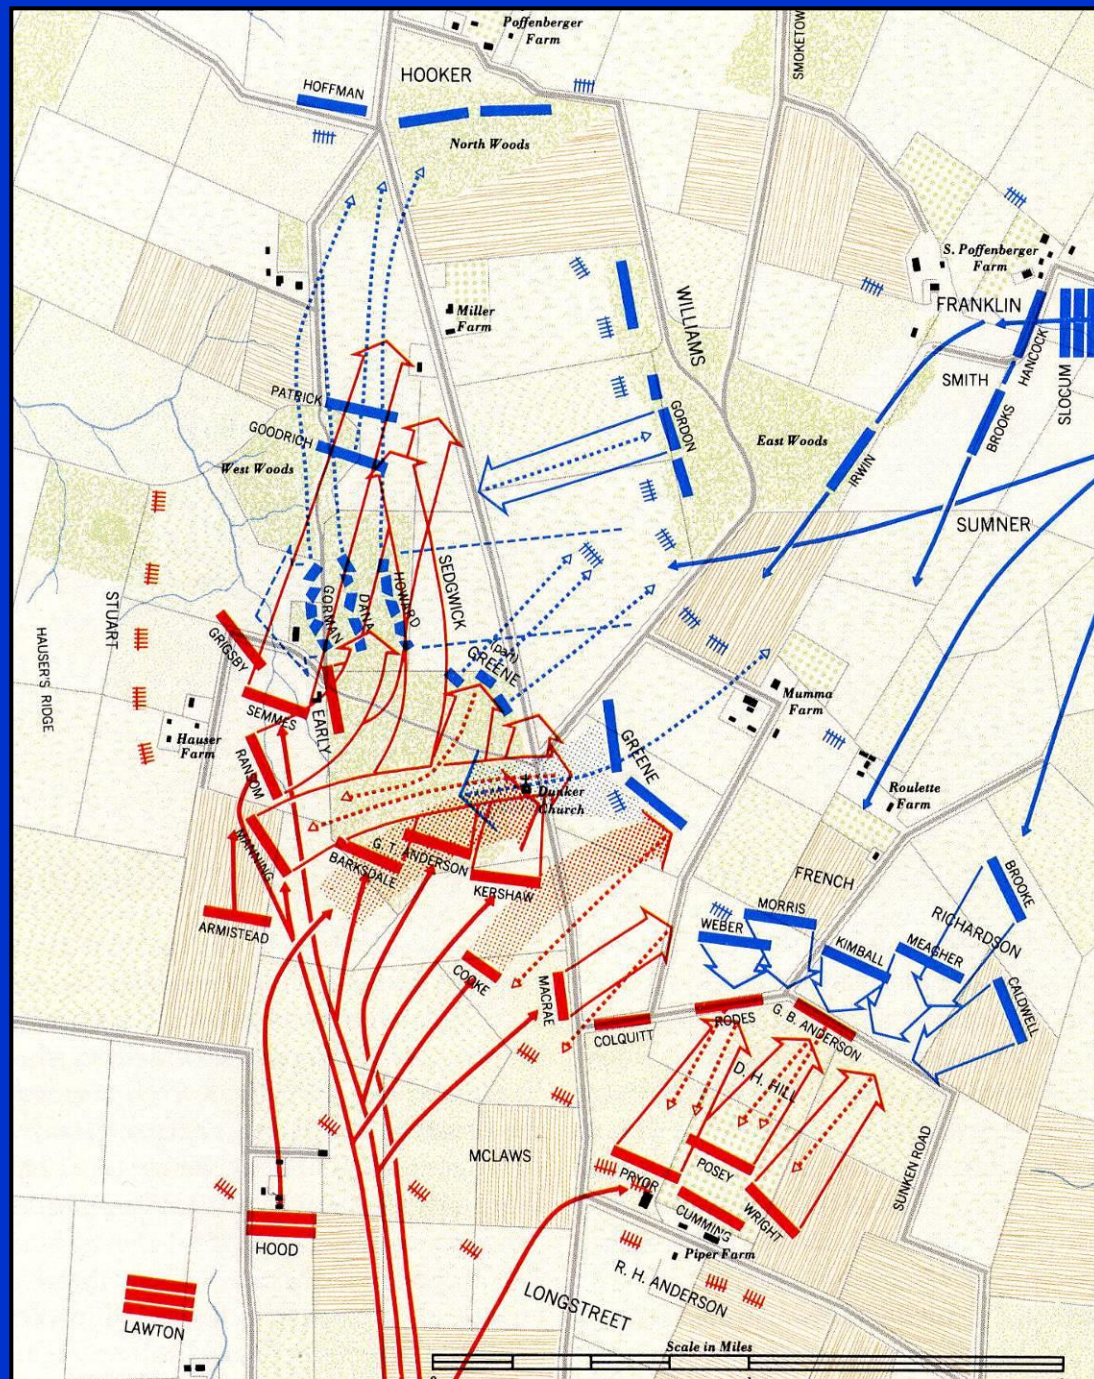 Poffenberger
Farm
SMOKETOW
HOOKER
HOFFMAN
North Woods
S. Poffenberger
Farm
Miller
Farm
WILLIAMS
FRANKLIN
HANCOCK
SLOCUM
SMITH
PATRICK
GORDON
BROOKS
GOODRICH
East Woods
West Woods
IRWIN
SUMNER
SEDGWICK
HOWARD
DANA
GORMAN
STUART
GRIGSBY
HAUSER'S RIDGE
(part)
GREENE
Mumma
Farm
SEMMES
EARLY
Hauser
Farm
GREENE
RANSOM
Dunker
Church
Roulette
Farm
MANNING
G. T. ANDERSON
BARKSDALE
KERSHAW
FRENCH
BROOKE
MORRIS
RICHARDSON
ARMISTEAD
WEBER
KIMBALL
MEAGHER
COOKE
MACRAE
CALDWELL
RODES
G. B. ANDERSON
COLQUITT
D. H. HILL
MCLAWS
POSEY
SUNKEN ROAD
PRYOR
CUMMING
WRIGHT
HOOD
Piper Farm
R. H. ANDERSON
LONGSTREET
LAWTON
Scale in Miles